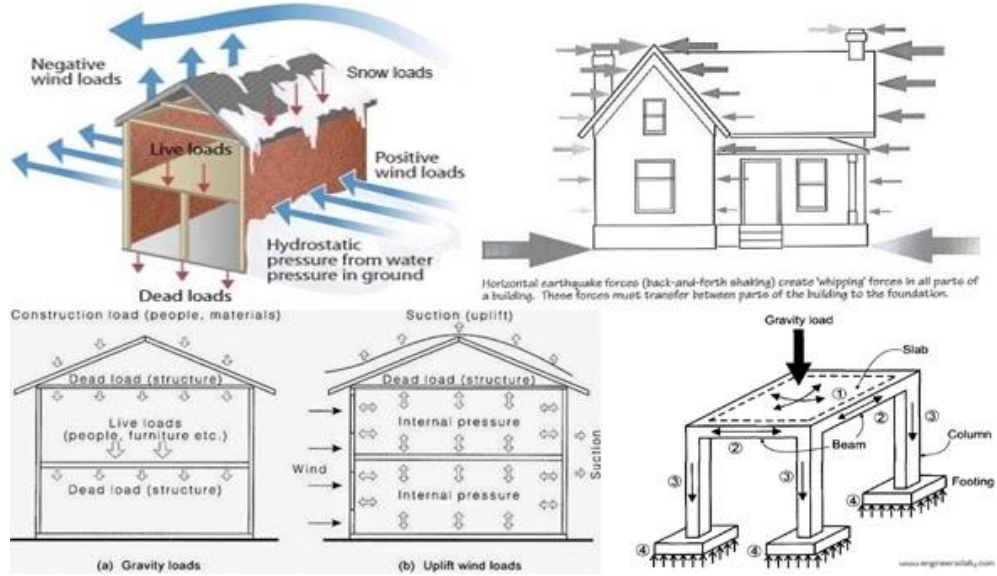 Negative
wind loads
Snow loads
Live loads
Positive
wind loads
Hydrostatic
pressure from water
pressure in ground
Dead loads
Horizontal earthquake forces (back-and-forth shaking) create 'whipping' forces in all parts of
a building. These forces must transfer between parts of the building to the foundation.
Construction load (people, materials)
Dead load (structure)
Live loads
(people, furniture etc.)
Dead load (structure)
(a) Gravity loads
Suction (uplift)
Dead load (structure)
Internal pressure
Wind
Suction
Internal pressure
(b) Uplift wind loads
Gravity load
Slab
①
②
②
Beam
③
Column
③
③
Footing
④
④
④
www.engineersdaily.com